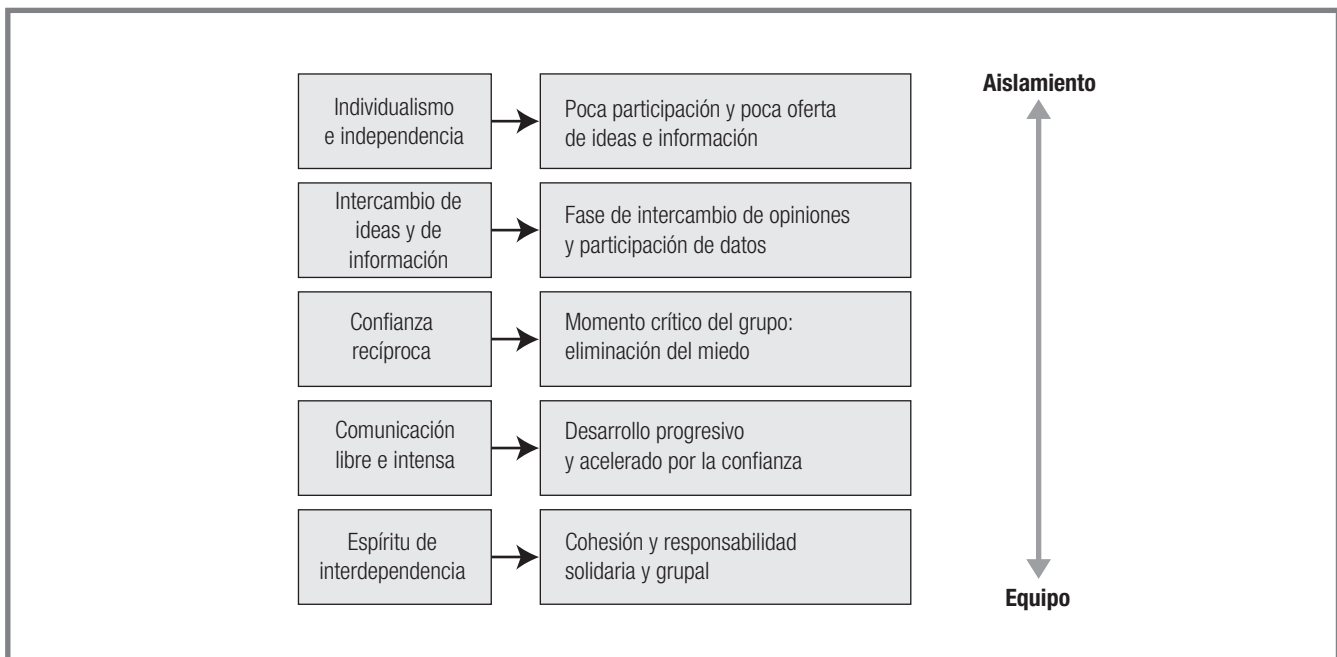 Individualismo
e independencia
Poca participación y poca oferta
de ideas e información
Intercambio de
ideas y de
información
Fase de intercambio de opiniones
y participación de datos
Confianza
recíproca
Momento crítico del grupo:
eliminación del miedo
Comunicación
libre e intensa
Desarrollo progresivo
y acelerado por la confianza
Espíritu de
interdependencia
Cohesión y responsabilidad
solidaria y grupal
Aislamiento
Equipo